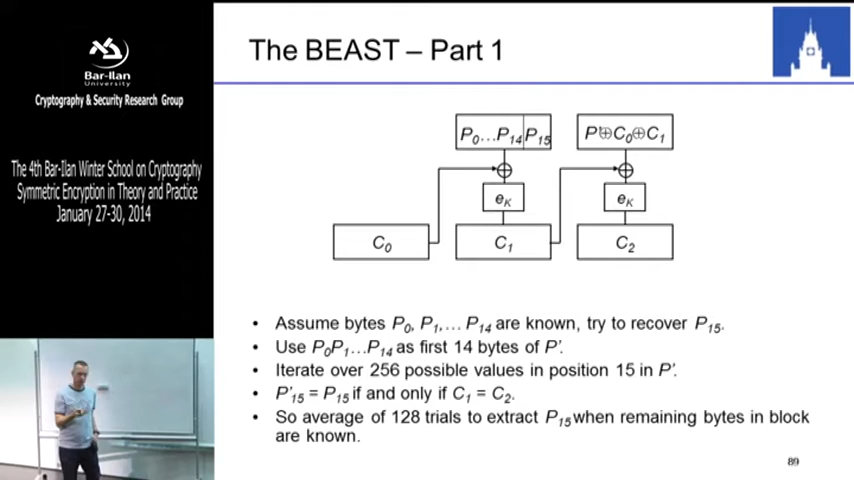 The BEAST – Part 1
Bar-Ilan
University
Cryptography & Security Research Group
The 4th Bar-Ilan Winter School on Cryptography
Symmetric Encryption in Theory and Practice
January 27-30, 2014
P0…P14 P15
P'⊕C0⊕C1
eK
eK
C0
C1
C2
• Assume bytes P0, P1,… P14 are known, try to recover P15.
• Use P0P1…P14 as first 14 bytes of P'.
• Iterate over 256 possible values in position 15 in P'.
• P'15 = P15 if and only if C1 = C2.
• So average of 128 trials to extract P15 when remaining bytes in block
are known.
89